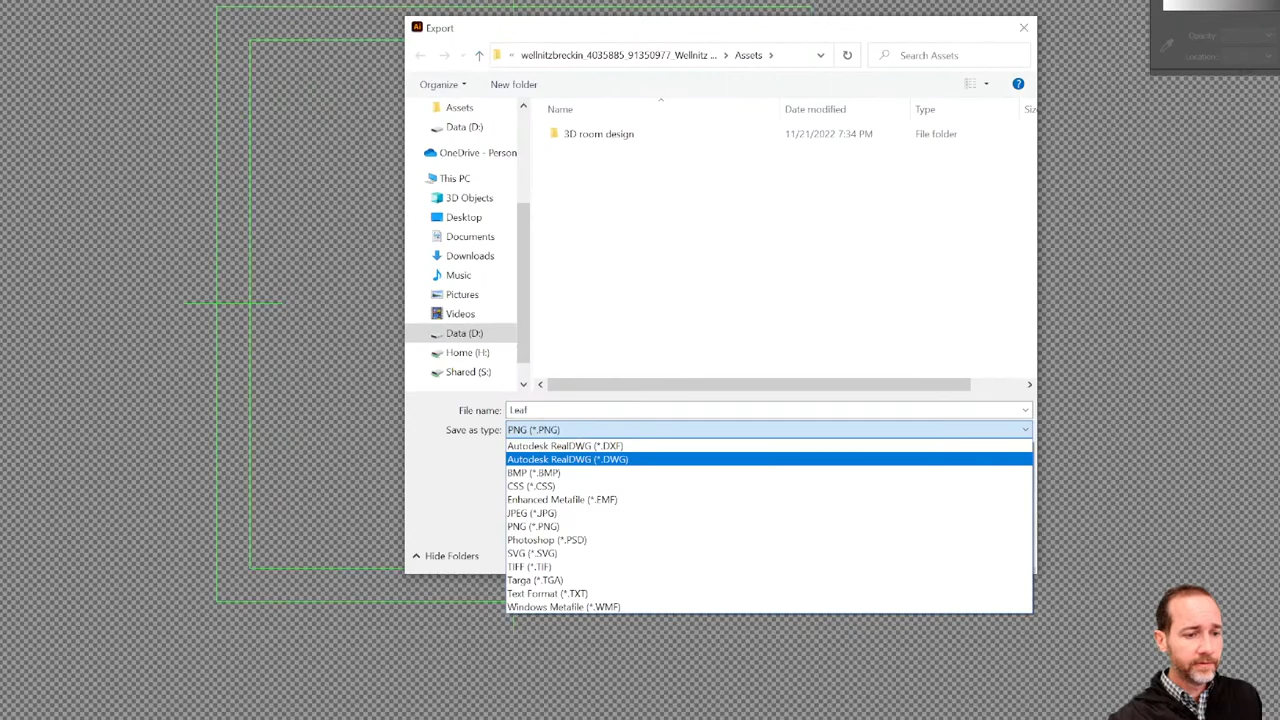 Ai Export
« wellnitzbreckin_4035885_91350977_Wellnitz ... > Assets >
Search Assets
Organize
New folder
?
Name
Date modified
Type
Assets
Data (D:)
OneDrive - Person
This PC
3D Objects
Desktop
Documents
Downloads
Music
Pictures
Videos
Data (D:)
Home (H:)
Shared (S:)
3D room design
11/21/2022 7:34 PM
File folder
File name: Leaf
Save as type: PNG (*.PNG)
Autodesk RealDWG (*.DXF)
Autodesk RealDWG (*.DWG)
BMP (*.BMP)
CSS (*.CSS)
Enhanced Metafile (*.EMF)
JPEG (*.JPG)
PNG (*.PNG)
Photoshop (*.PSD)
SVG (*.SVG)
TIFF (*.TIF)
Targa (*.TGA)
Text Format (*.TXT)
Windows Metafile (*.WMF)
Hide Folders
Opacity:
Location: